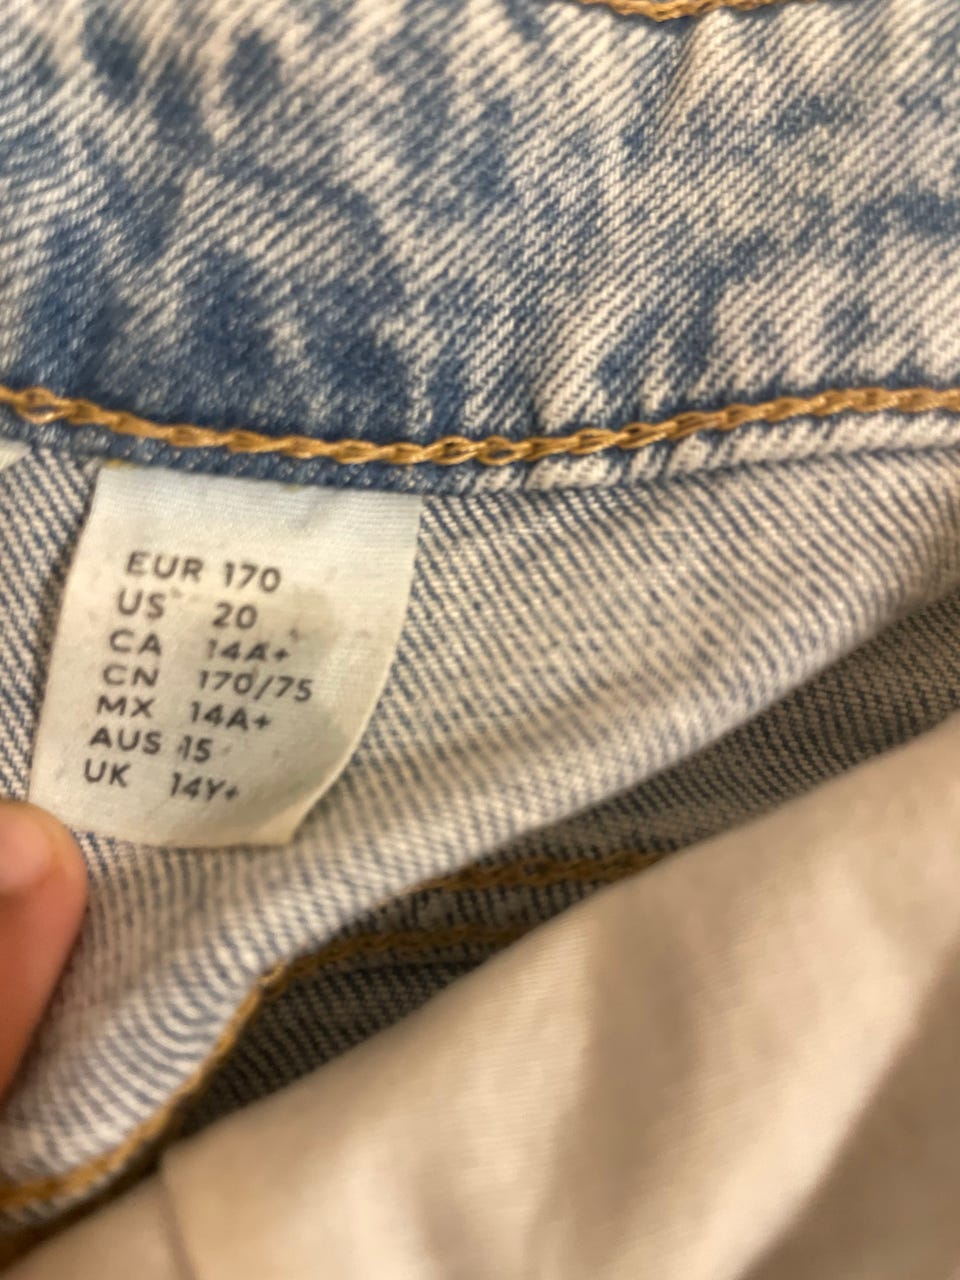 EUR 170
US 20
CA 14A+
CN 170/75
MX 14A+
AUS 15
UK 14Y+